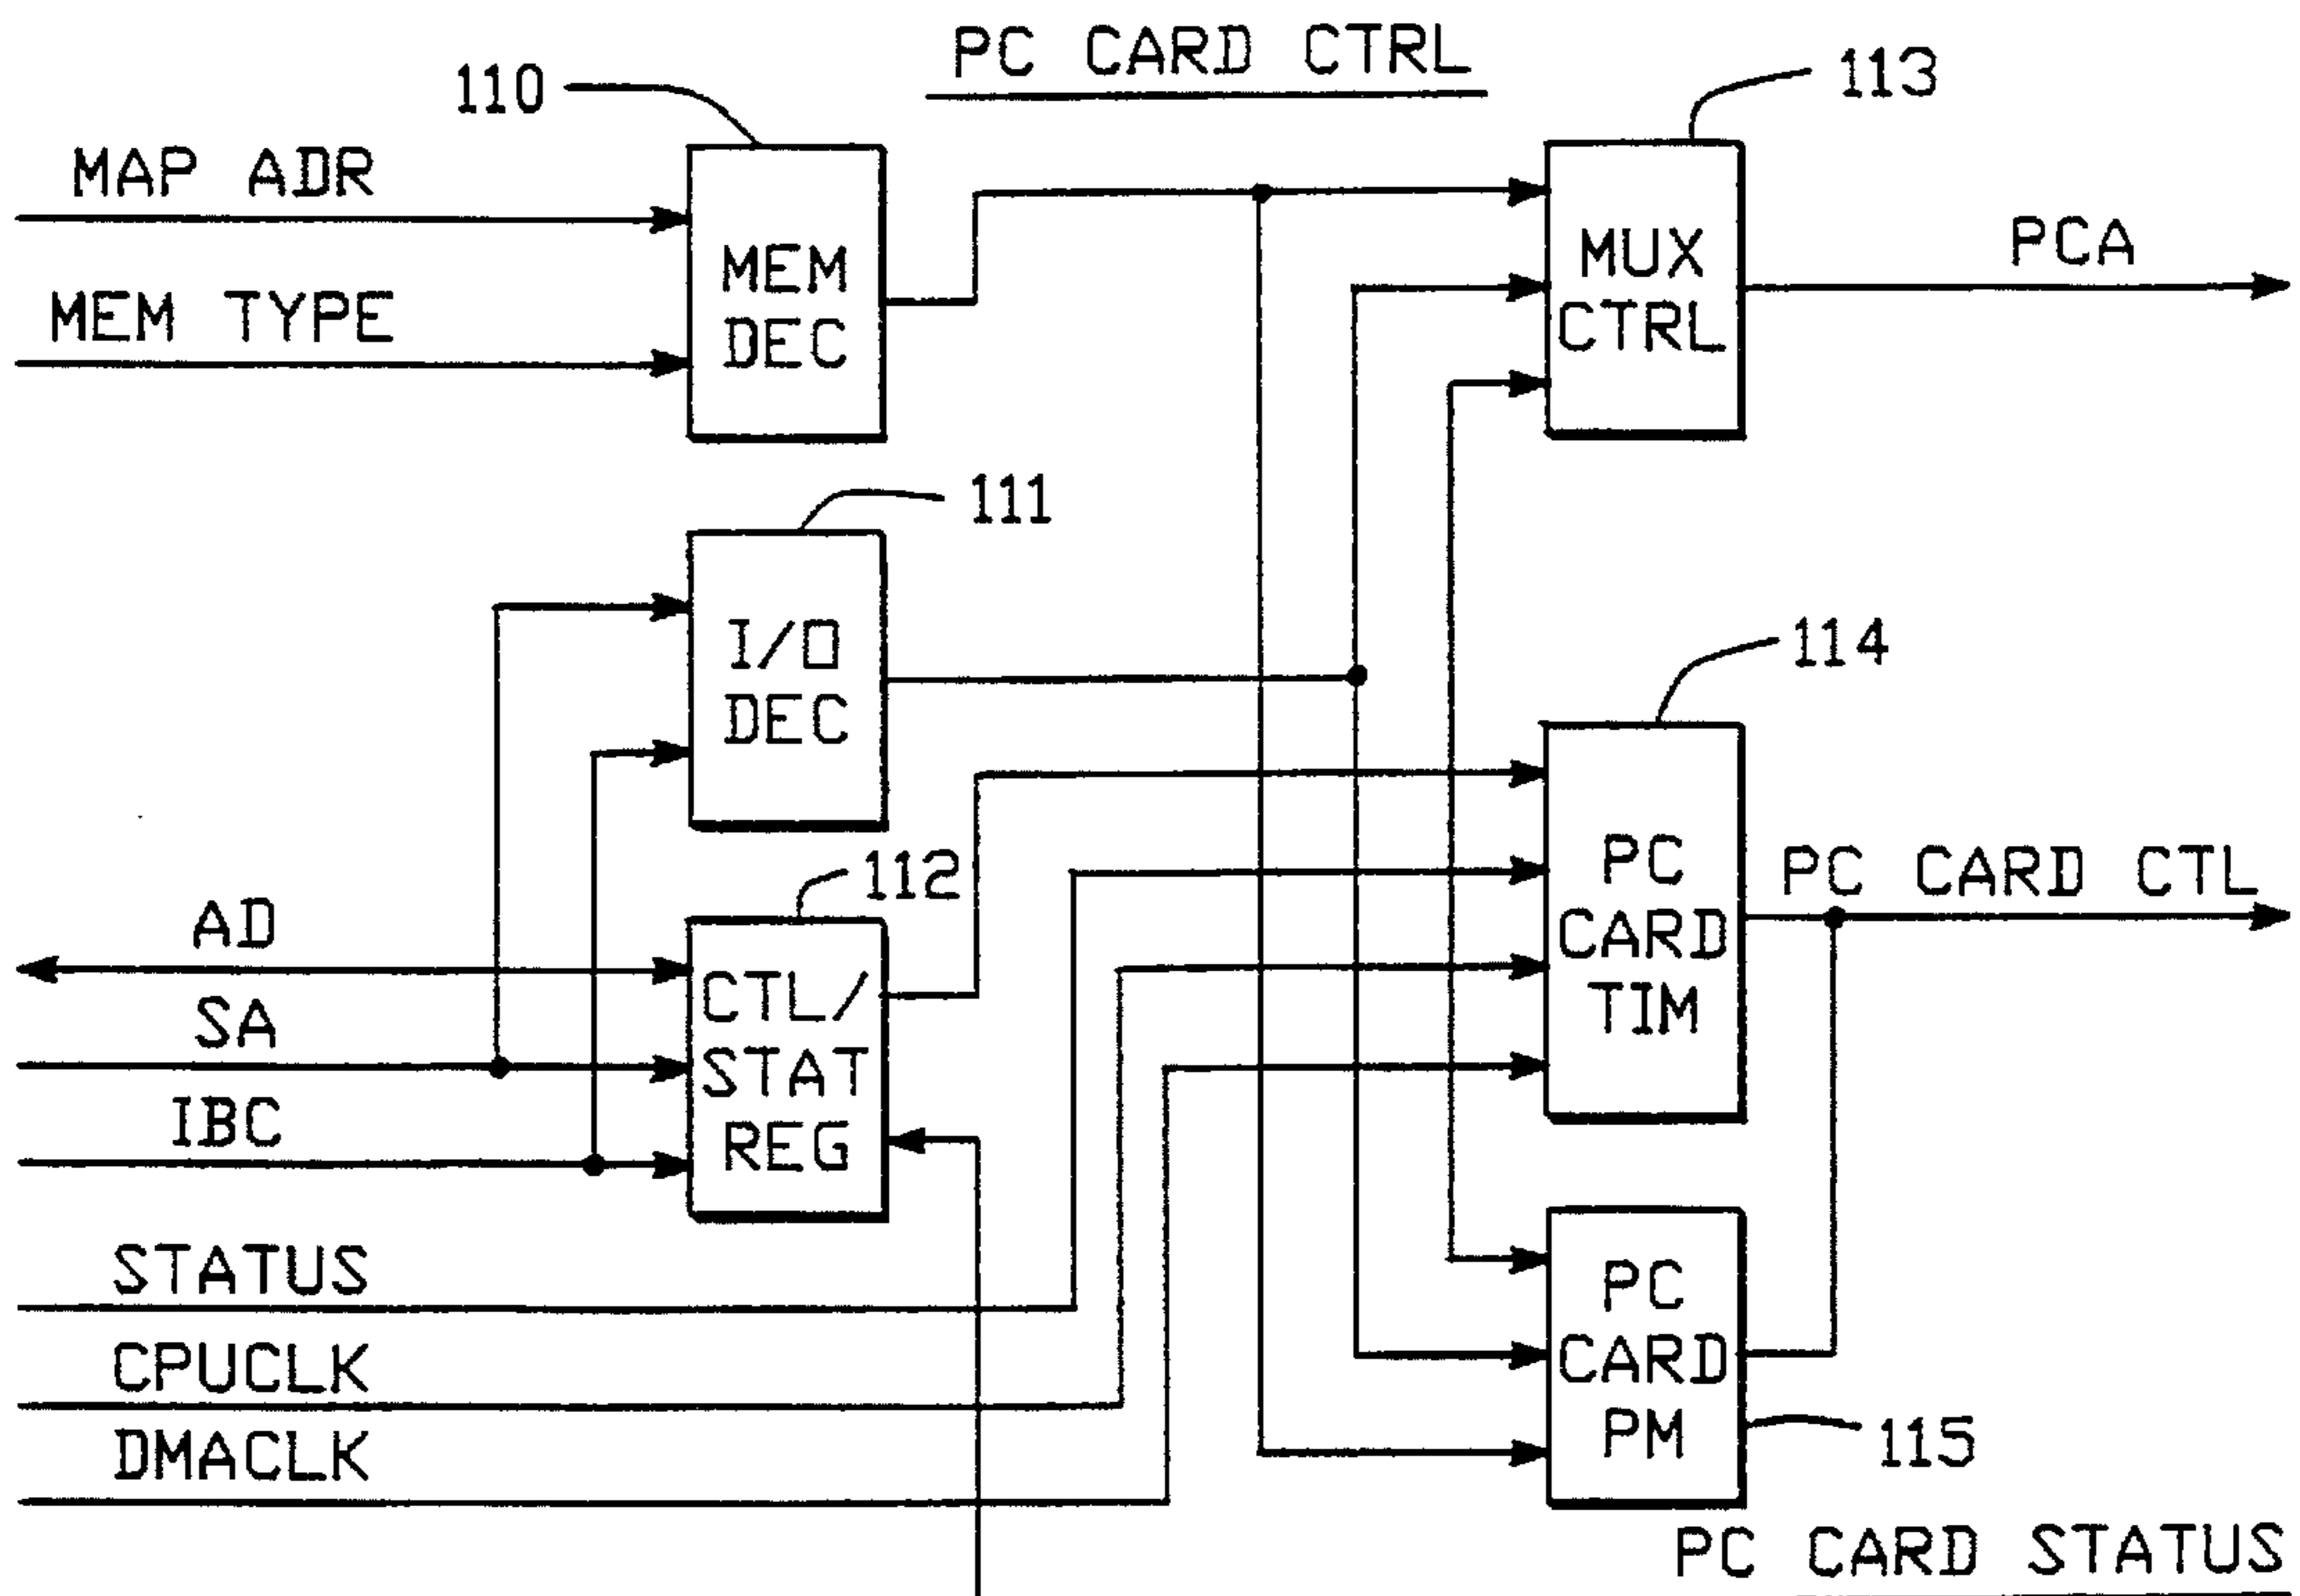 PC CARD CTRL
110
113
MAP ADR
MEM TYPE
MEM
DEC
MUX
CTRL
PCA
111
I/O
DEC
114
112
AD
SA
IBC
CTL/
STAT
REG
PC
CARD
TIM
PC CARD CTL
STATUS
CPUCLK
DMACLK
PC
CARD
PM
115
PC CARD STATUS